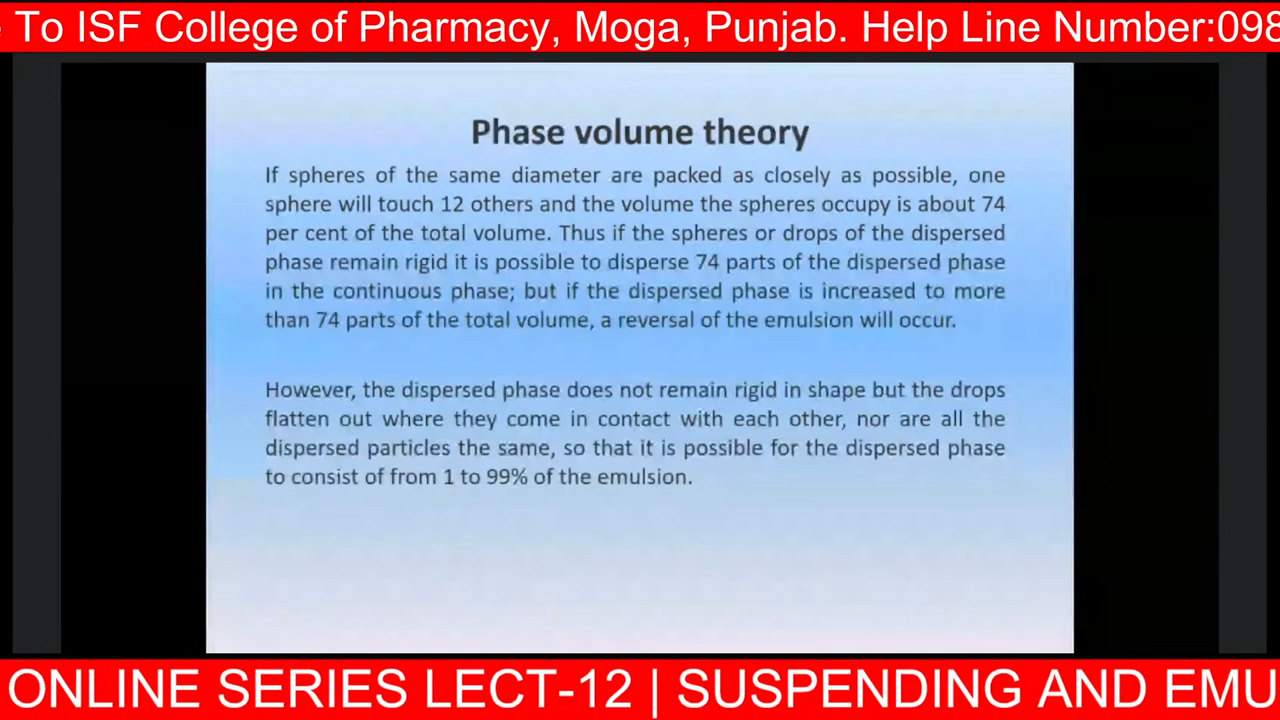 To ISF College of Pharmacy, Moga, Punjab. Help Line Number:098
Phase volume theory
If spheres of the same diameter are packed as closely as possible, one
sphere will touch 12 others and the volume the spheres occupy is about 74
per cent of the total volume. Thus if the spheres or drops of the dispersed
phase remain rigid it is possible to disperse 74 parts of the dispersed phase
in the continuous phase; but if the dispersed phase is increased to more
than 74 parts of the total volume, a reversal of the emulsion will occur.
However, the dispersed phase does not remain rigid in shape but the drops
flatten out where they come in contact with each other, nor are all the
dispersed particles the same, so that it is possible for the dispersed phase
to consist of from 1 to 99% of the emulsion.
ONLINE SERIES LECT-12 | SUSPENDING AND EMU